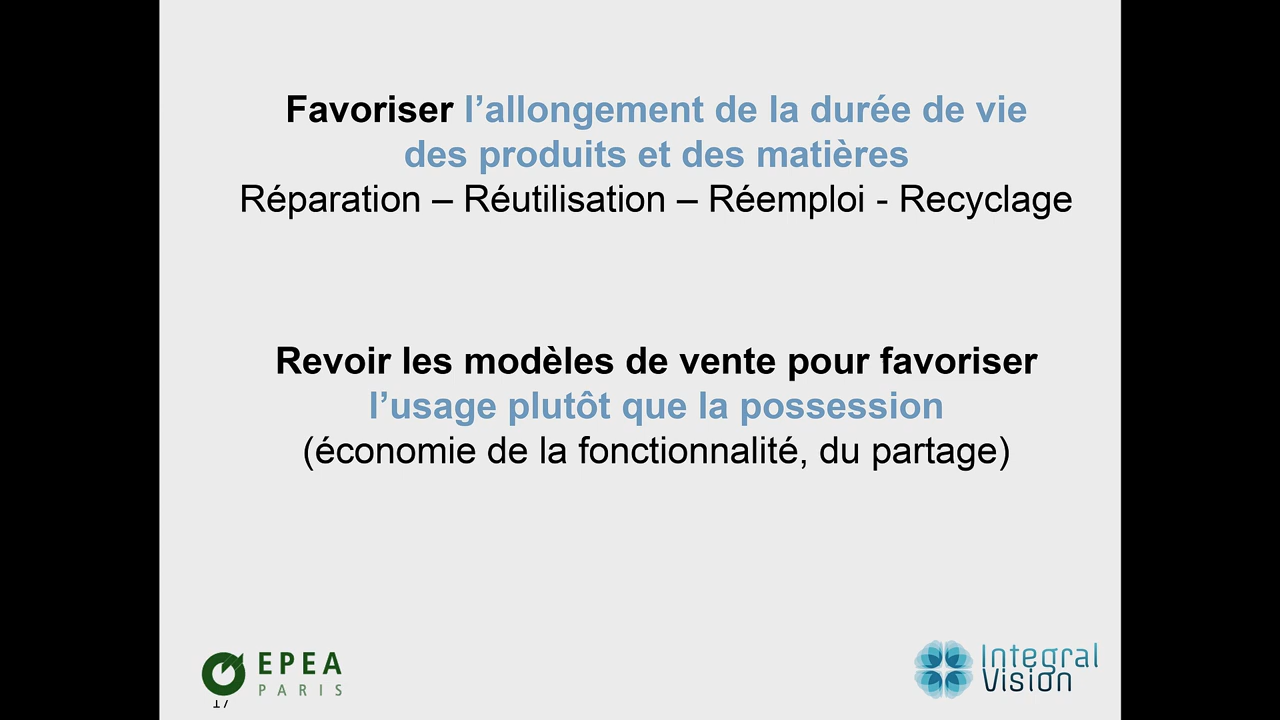 Favoriser l’allongement de la durée de vie
des produits et des matières
Réparation – Réutilisation – Réemploi - Recyclage
Revoir les modèles de vente pour favoriser
l’usage plutôt que la possession
(économie de la fonctionnalité, du partage)
EPEA
PARIS
Integral
Vision
17